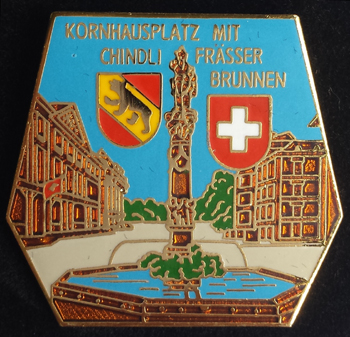 KORNHAUSPLATZ MIT
CHINDLI FRÄSSER
BRUNNEN